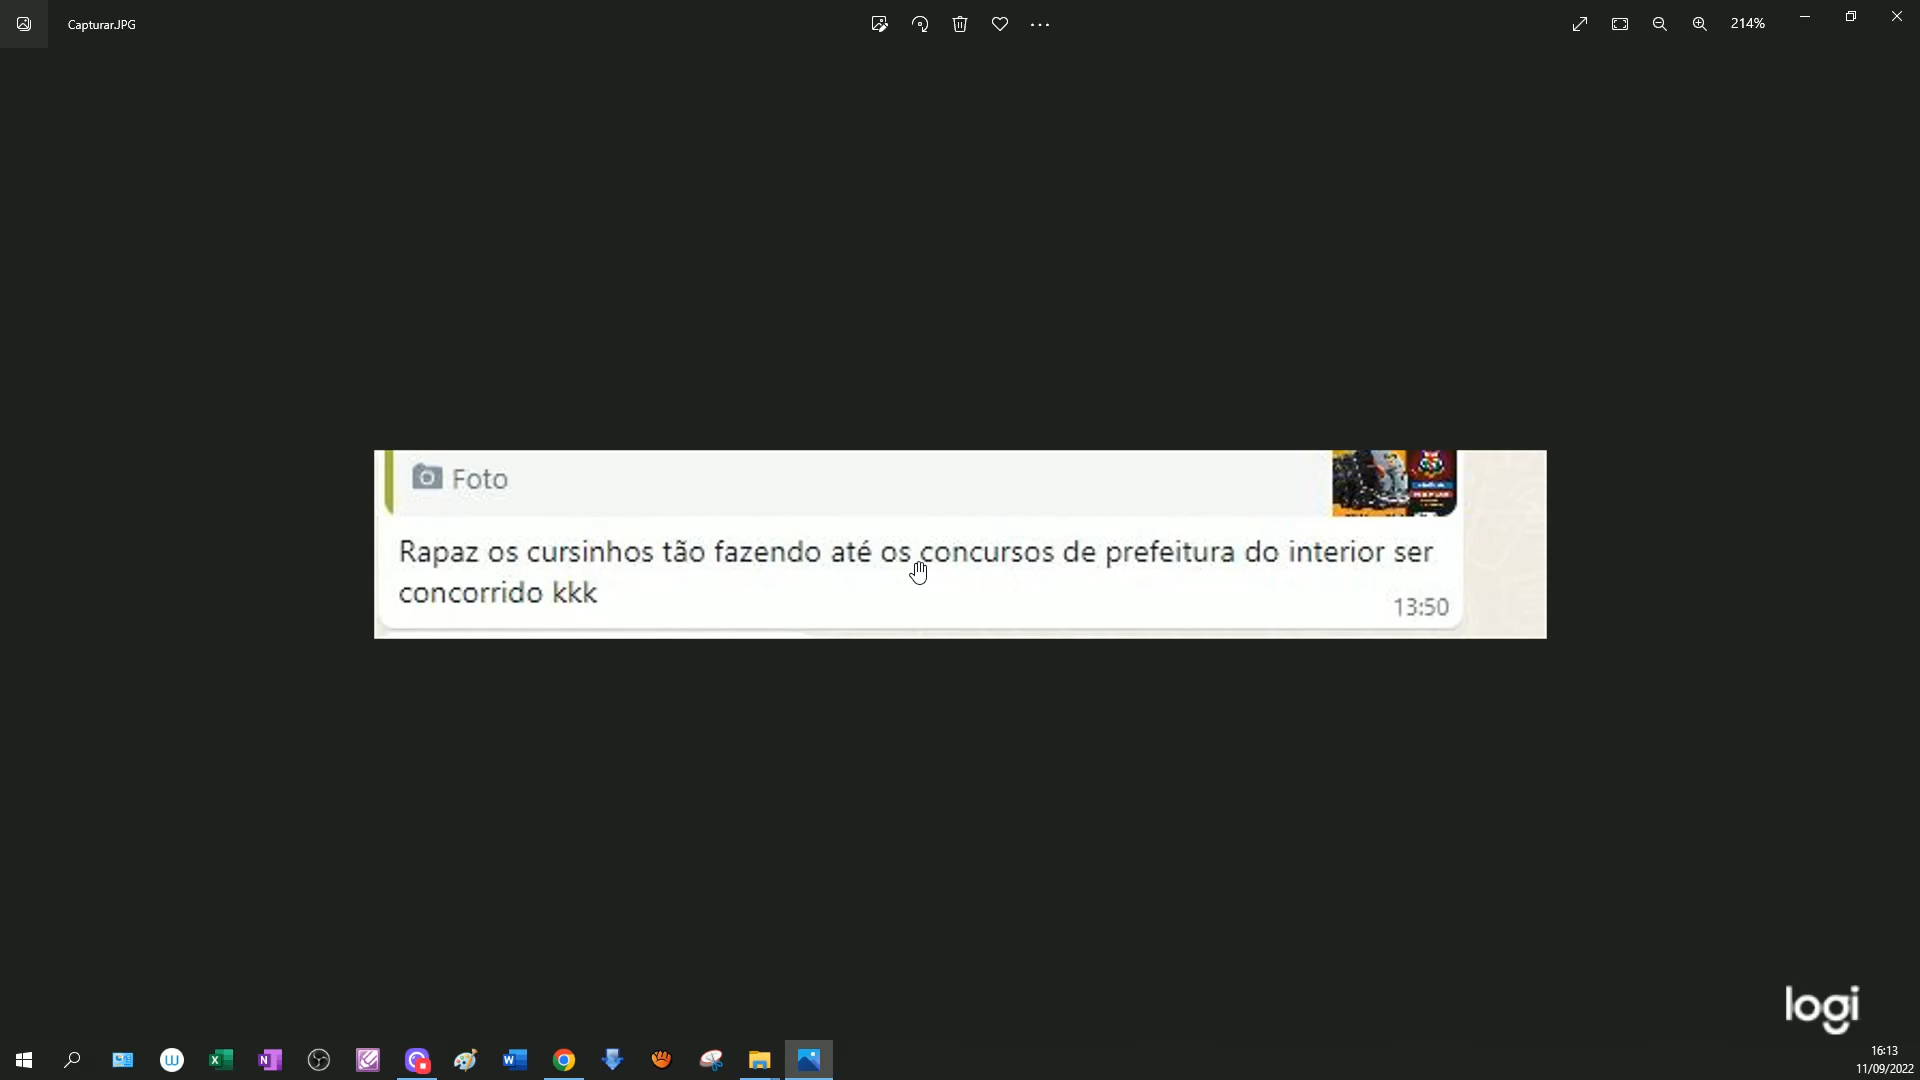 Capturar.JPG
214%
Foto
Rapaz os cursinhos tão fazendo até os concursos de prefeitura do interior ser
concorrido kkk
13:50
logi
16:13
11/09/2022